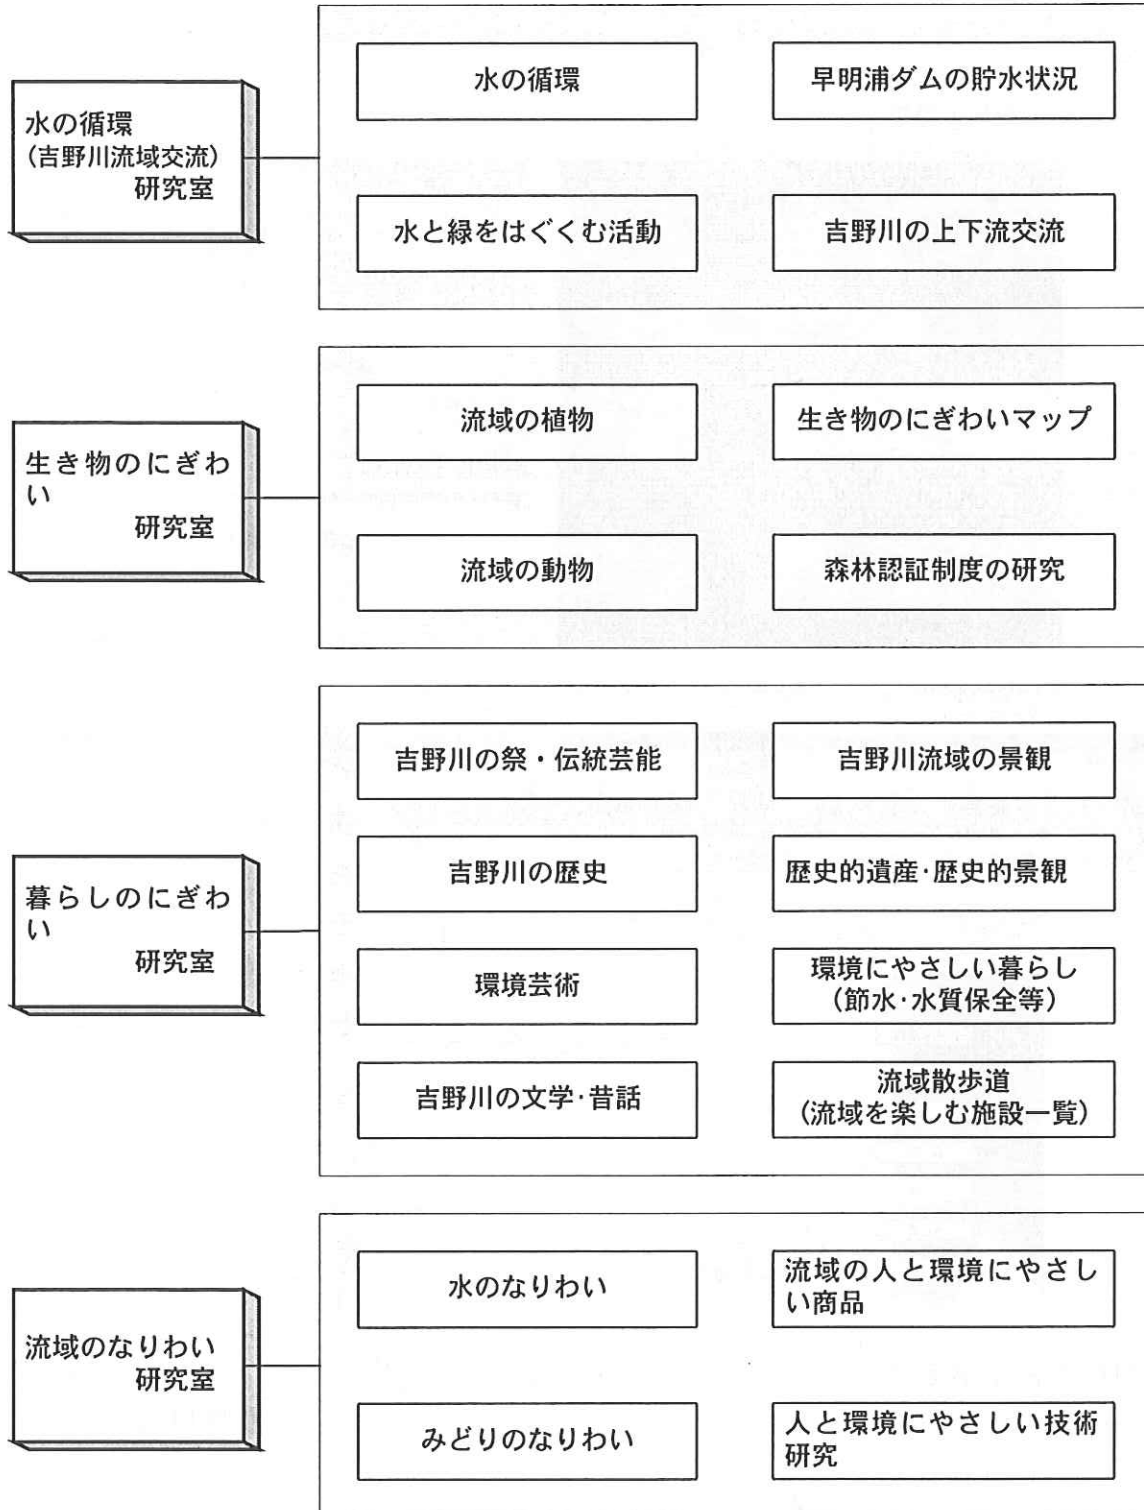 水の循環
（吉野川流域交流）
研究室
水の循環
早明浦ダムの貯水状況
水と緑をはぐくむ活動
吉野川の上下流交流
生き物のにぎわ
い
研究室
流域の植物
生き物のにぎわいマップ
流域の動物
森林認証制度の研究
暮らしのにぎわ
い
研究室
吉野川の祭・伝統芸能
吉野川流域の景観
吉野川の歴史
歴史的遺産･歴史的景観
環境芸術
環境にやさしい暮らし
（節水･水質保全等）
吉野川の文学･昔話
流域散歩道
（流域を楽しむ施設一覧）
流域のなりわい
研究室
水のなりわい
流域の人と環境にやさし
い商品
みどりのなりわい
人と環境にやさしい技術
研究